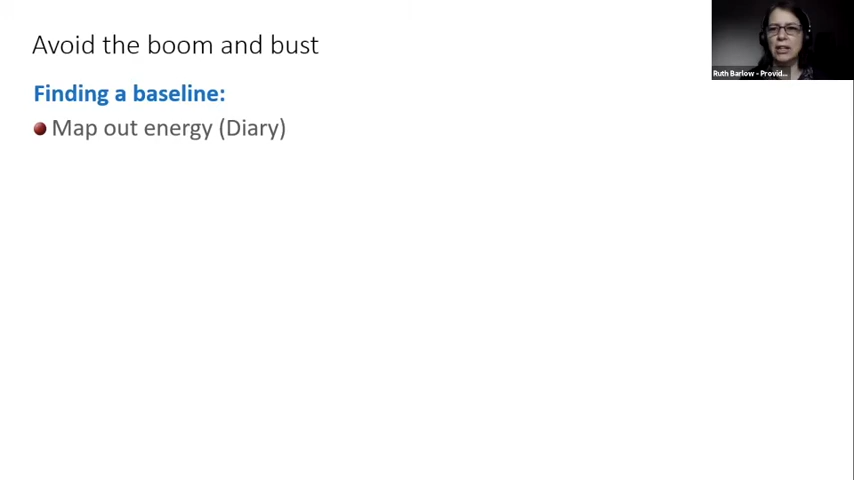 Avoid the boom and bust
Finding a baseline:
Map out energy (Diary)
Ruth Barlow - Provid...